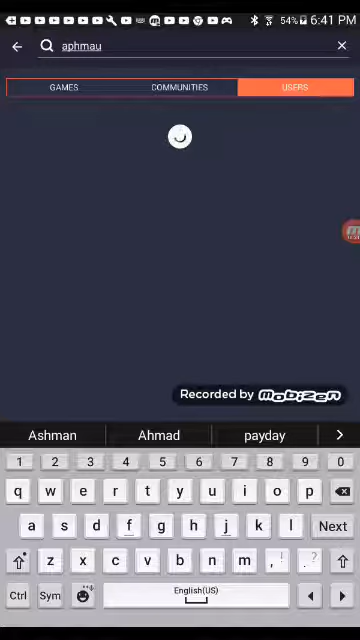 54% 6:41 PM
aphmau
GAMES COMMUNITIES USERS
Recorded by MOBIZEN
Ashman Ahmad payday
1 2 3 4 5 6 7 8 9 0
q w e r t y u i o p
a s d f g h j k l Next
z x c v b n m , ! . ?
Ctrl Sym English(US)